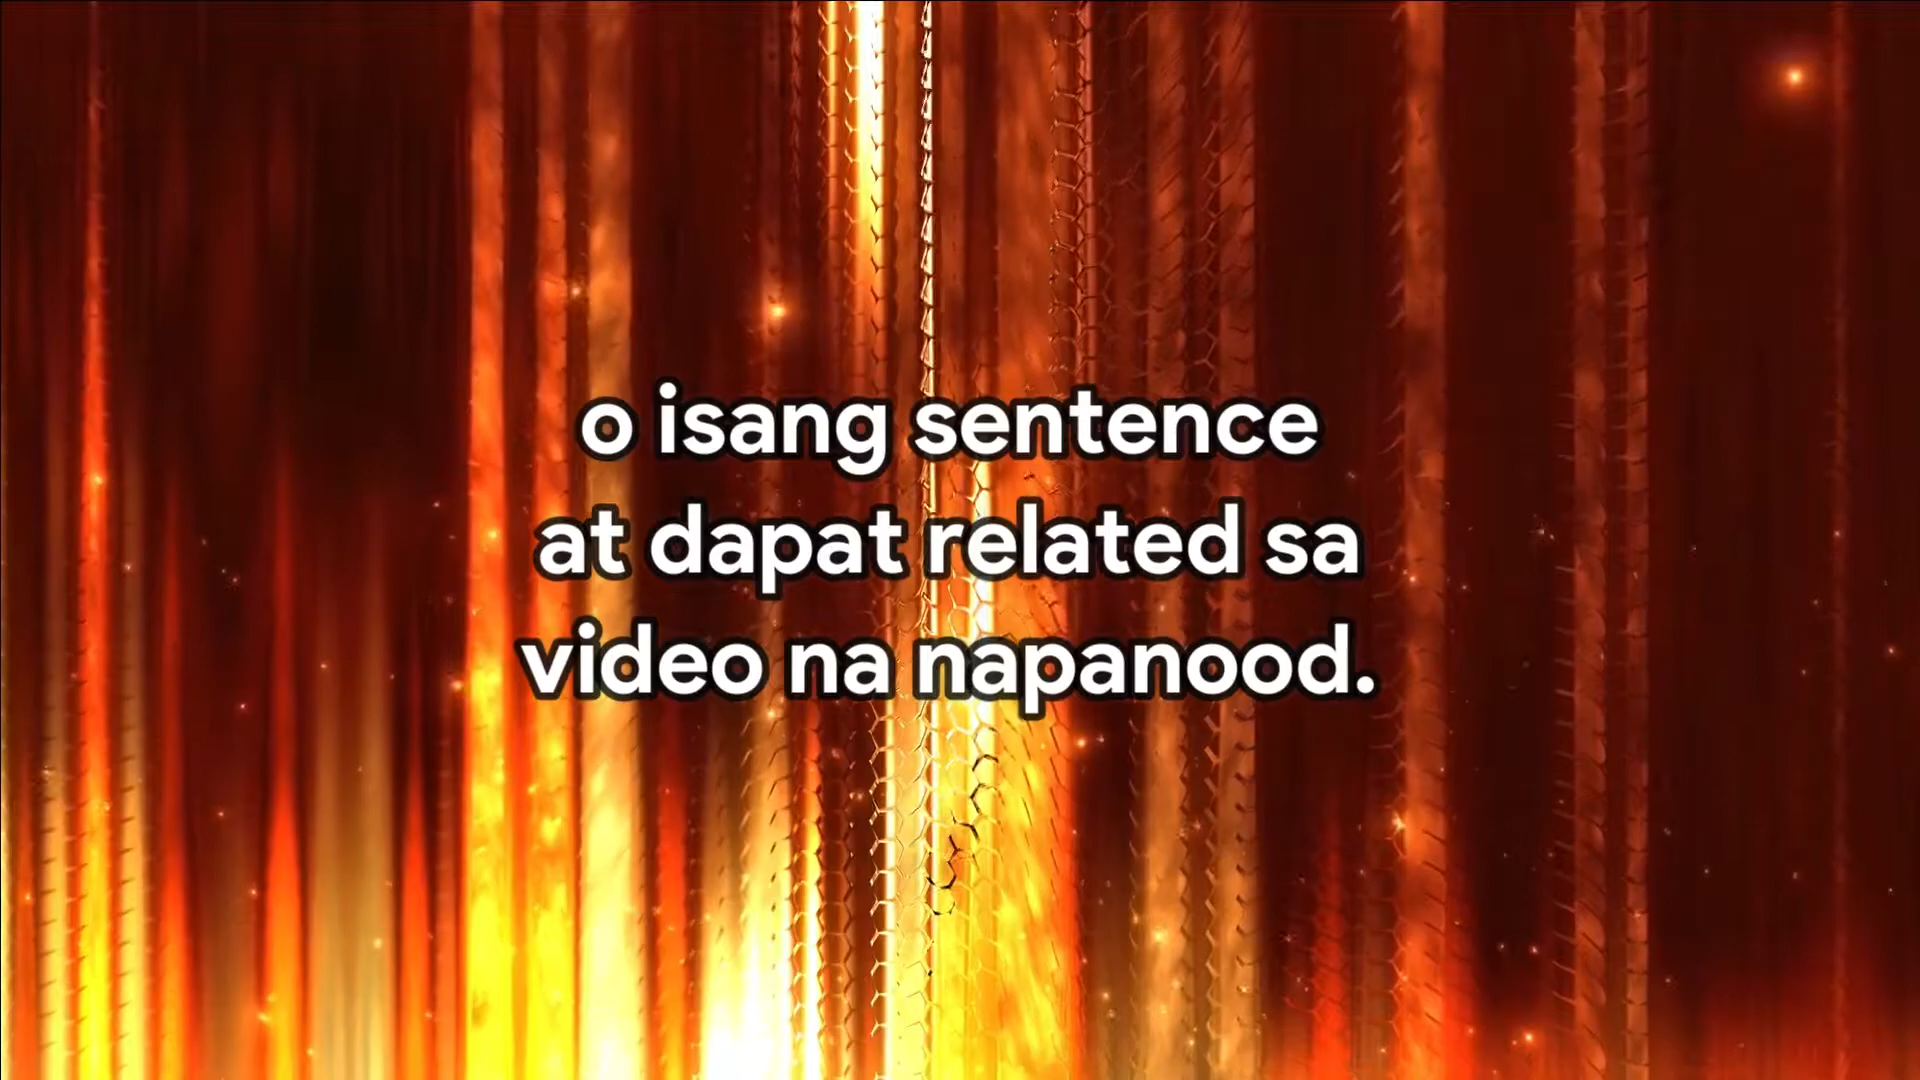 o isang sentence
at dapat related sa
video na napanood.